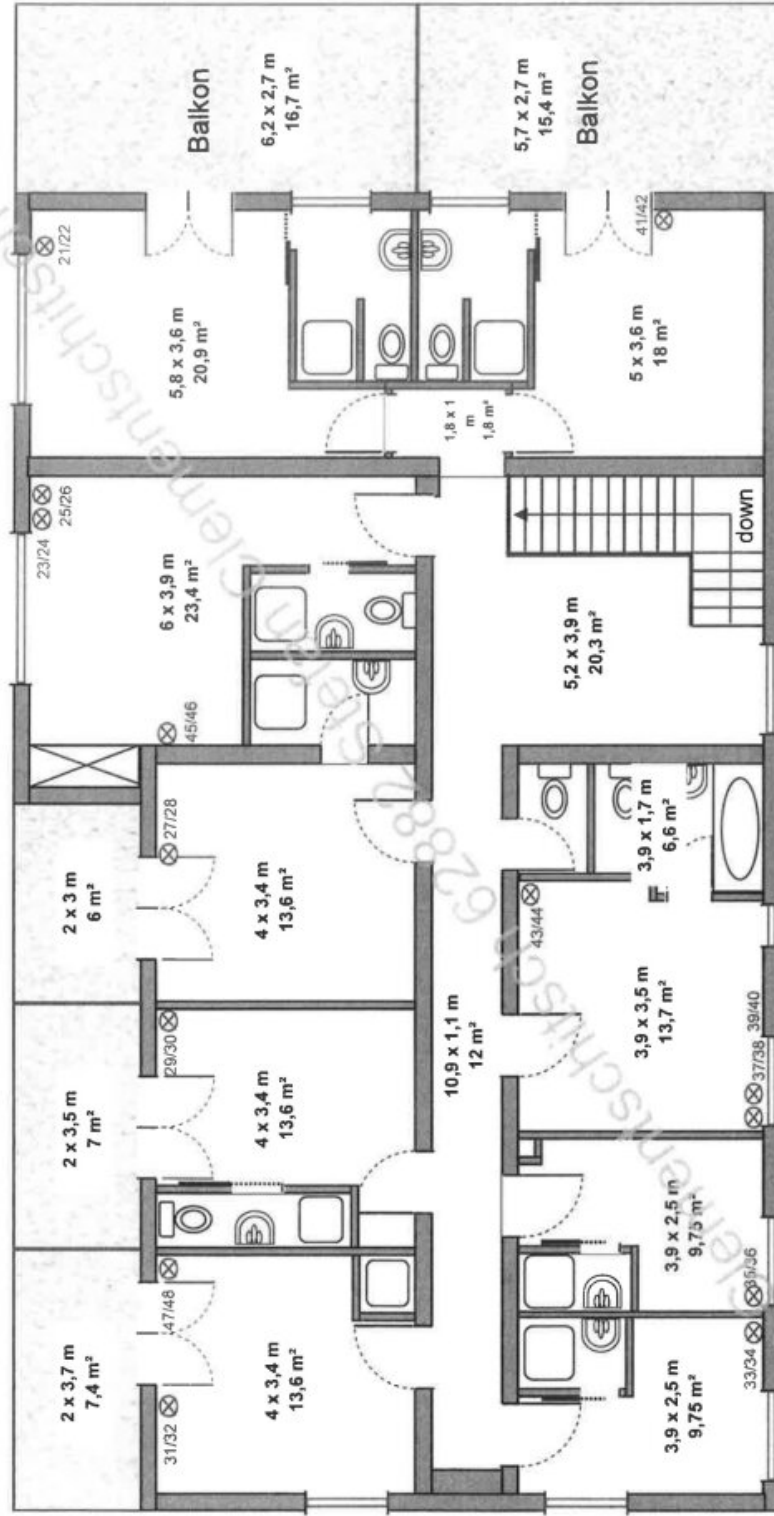 2 x 3,7 m
7,4 m²
2 x 3,5 m
7 m²
2 x 3 m
6 m²
31/32
47/48
29/30
27/28
45/46
23/24
25/26
21/22
4 x 3,4 m
13,6 m²
4 x 3,4 m
13,6 m²
4 x 3,4 m
13,6 m²
6 x 3,9 m
23,4 m²
5,8 x 3,6 m
20,9 m²
Balkon
6,2 x 2,7 m
16,7 m²
10,9 x 1,1 m
12 m²
1,8 x 1
m
1,8 m²
43/44
3,9 x 2,5 m
9,75 m²
3,9 x 2,5 m
9,75 m²
3,9 x 3,5 m
13,7 m²
3,9 x 1,7 m
6,6 m²
5,2 x 3,9 m
20,3 m²
down
5 x 3,6 m
18 m²
5,7 x 2,7 m
15,4 m²
Balkon
33/34
35/36
37/38
39/40
41/42
Clementschitsch 62882 Stefan Clementschitsch